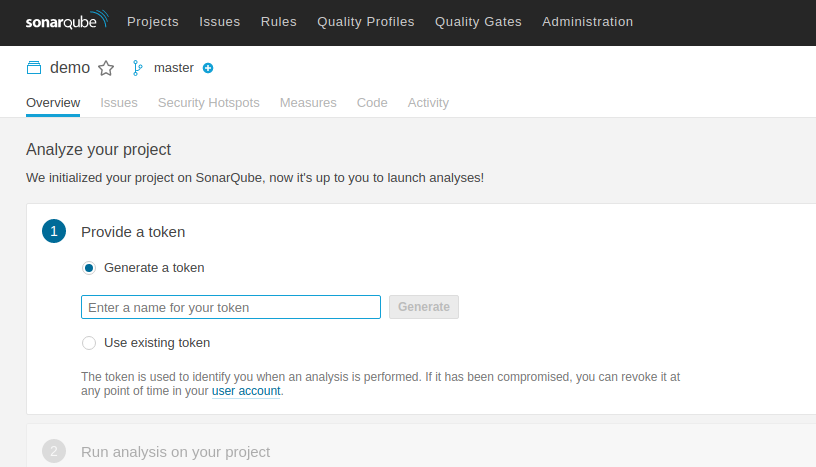 sonarqube Projects Issues Rules Quality Profiles Quality Gates Administration
demo master
Overview Issues Security Hotspots Measures Code Activity
Analyze your project
We initialized your project on SonarQube, now it's up to you to launch analyses!
1 Provide a token
Generate a token
Enter a name for your token Generate
Use existing token
The token is used to identify you when an analysis is performed. If it has been compromised, you can revoke it at
any point of time in your user account.
2 Run analysis on your project